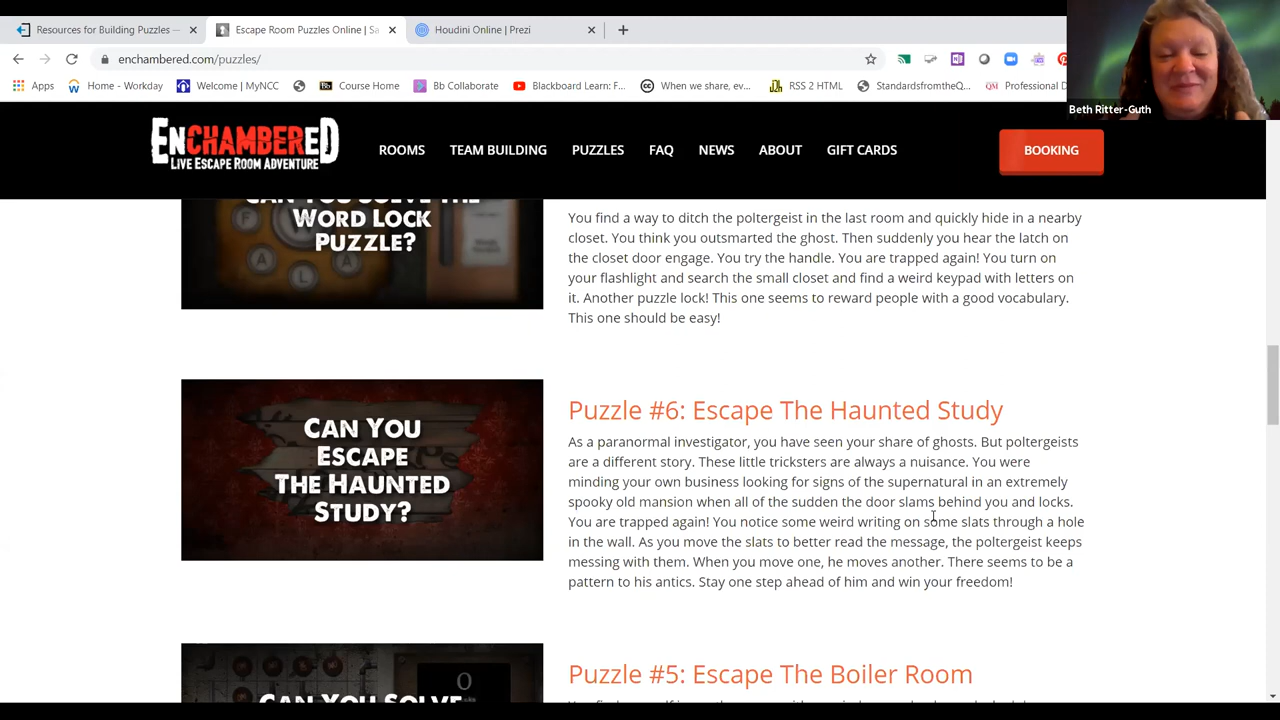 Resources for Building Puzzles —
Escape Room Puzzles Online | Sa
Houdini Online | Prezi
enchambered.com/puzzles/
Apps
Home - Workday
Welcome | MyNCC
Course Home
Bb Collaborate
Blackboard Learn: F...
When we share, ev...
RSS 2 HTML
StandardsfromtheQ...
Professional D
Beth Ritter-Guth
ENCHAMBERED
LIVE ESCAPE ROOM ADVENTURE
ROOMS
TEAM BUILDING
PUZZLES
FAQ
NEWS
ABOUT
GIFT CARDS
BOOKING
CAN YOU SOLVE THE
WORD LOCK
PUZZLE?
F
A
L
A
You find a way to ditch the poltergeist in the last room and quickly hide in a nearby
closet. You think you outsmarted the ghost. Then suddenly you hear the latch on
the closet door engage. You try the handle. You are trapped again! You turn on
your flashlight and search the small closet and find a weird keypad with letters on
it. Another puzzle lock! This one seems to reward people with a good vocabulary.
This one should be easy!
CAN YOU
ESCAPE
THE HAUNTED
STUDY?
Puzzle #6: Escape The Haunted Study
As a paranormal investigator, you have seen your share of ghosts. But poltergeists
are a different story. These little tricksters are always a nuisance. You were
minding your own business looking for signs of the supernatural in an extremely
spooky old mansion when all of the sudden the door slams behind you and locks.
You are trapped again! You notice some weird writing on some slats through a hole
in the wall. As you move the slats to better read the message, the poltergeist keeps
messing with them. When you move one, he moves another. There seems to be a
pattern to his antics. Stay one step ahead of him and win your freedom!
0
CAN YOU SOLVE
Puzzle #5: Escape The Boiler Room